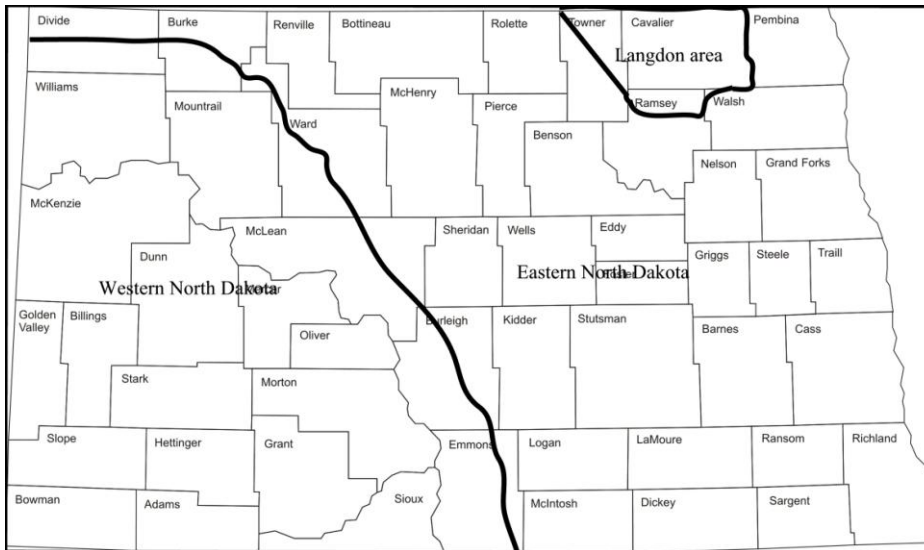 Divide
Burke
Renville
Bottineau
Rolette
Towner
Cavalier
Pembina
Langdon area
Williams
Mountrail
Ward
McHenry
Pierce
Ramsey
Walsh
Benson
Nelson
Grand Forks
McKenzie
McLean
Sheridan
Wells
Eddy
Dunn
Griggs
Steele
Traill
Eastern North Dakota
Western North Dakota
Golden
Valley
Billings
Oliver
Burleigh
Kidder
Stutsman
Barnes
Cass
Stark
Morton
Slope
Hettinger
Grant
Emmons
Logan
LaMoure
Ransom
Richland
Bowman
Adams
Sioux
McIntosh
Dickey
Sargent